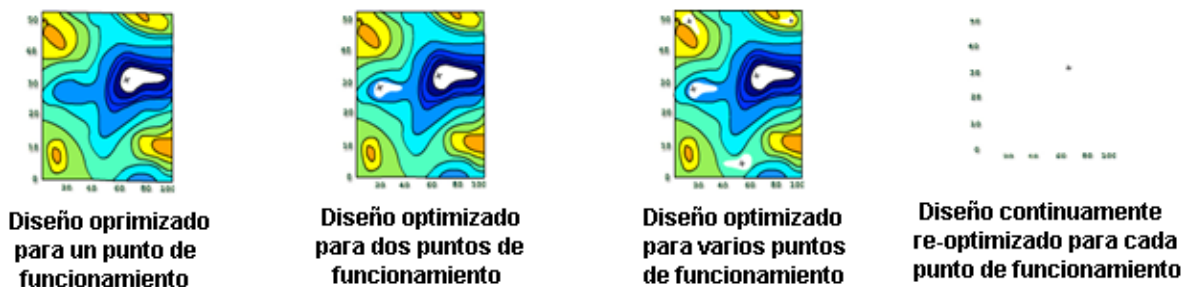 Diseño oprimizado
para un punto de
funcionamiento
Diseño optimizado
para dos puntos de
funcionamiento
Diseño optimizado
para varios puntos
de funcionamiento
Diseño continuamente
re-optimizado para cada
punto de funcionamiento